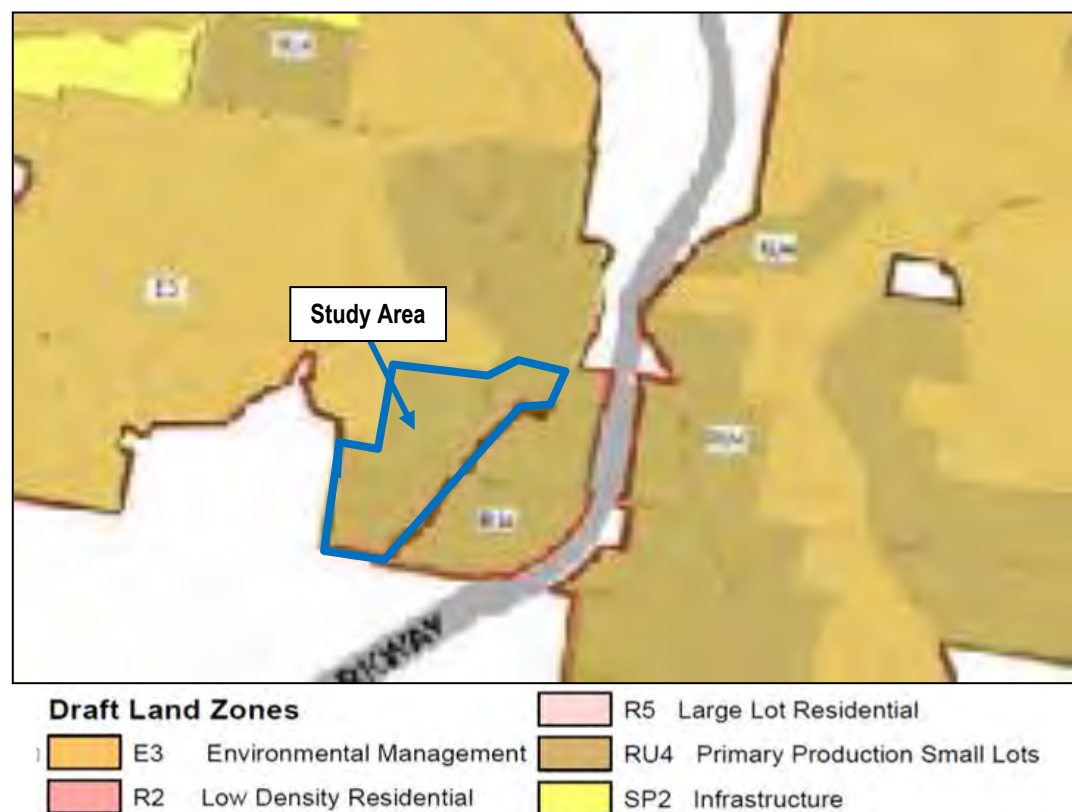 E3
Study Area
RKWAY
Draft Land Zones
E3 Environmental Management
R2 Low Density Residential
R5 Large Lot Residential
RU4 Primary Production Small Lots
SP2 Infrastructure